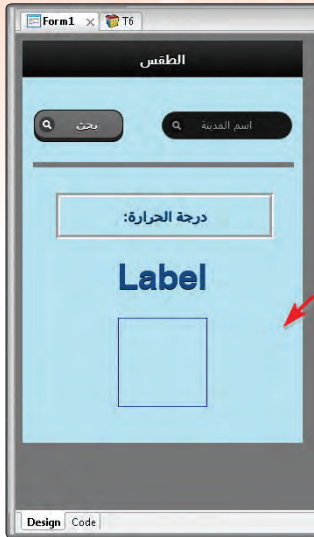 Form1 × T6
الطقس
بحث اسم المدينة
درجة الحرارة:
Label
Design Code